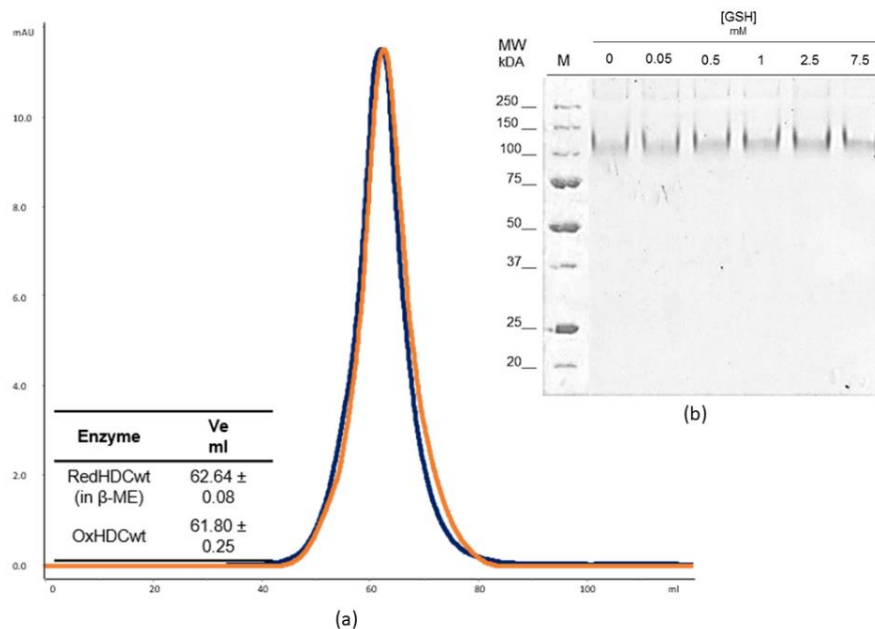 mAU
10.0
8.0
6.0
4.0
2.0
0.0
0 20 40 60 80 100 ml
Enzyme Ve
ml
RedHDCwt
(in β-ME) 62.64 ±
0.08
OxHDCwt 61.80 ±
0.25
(a)
[GSH]
mM
MW
kDA M 0 0.05 0.5 1 2.5 7.5
250
150
100
75
50
37
25
20
(b)